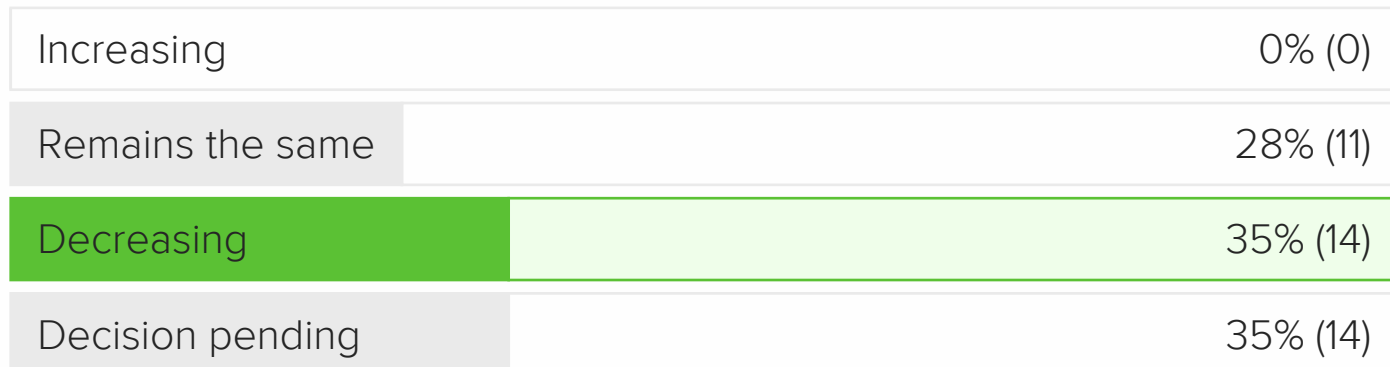 Increasing 0% (0)
Remains the same 28% (11)
Decreasing 35% (14)
Decision pending 35% (14)